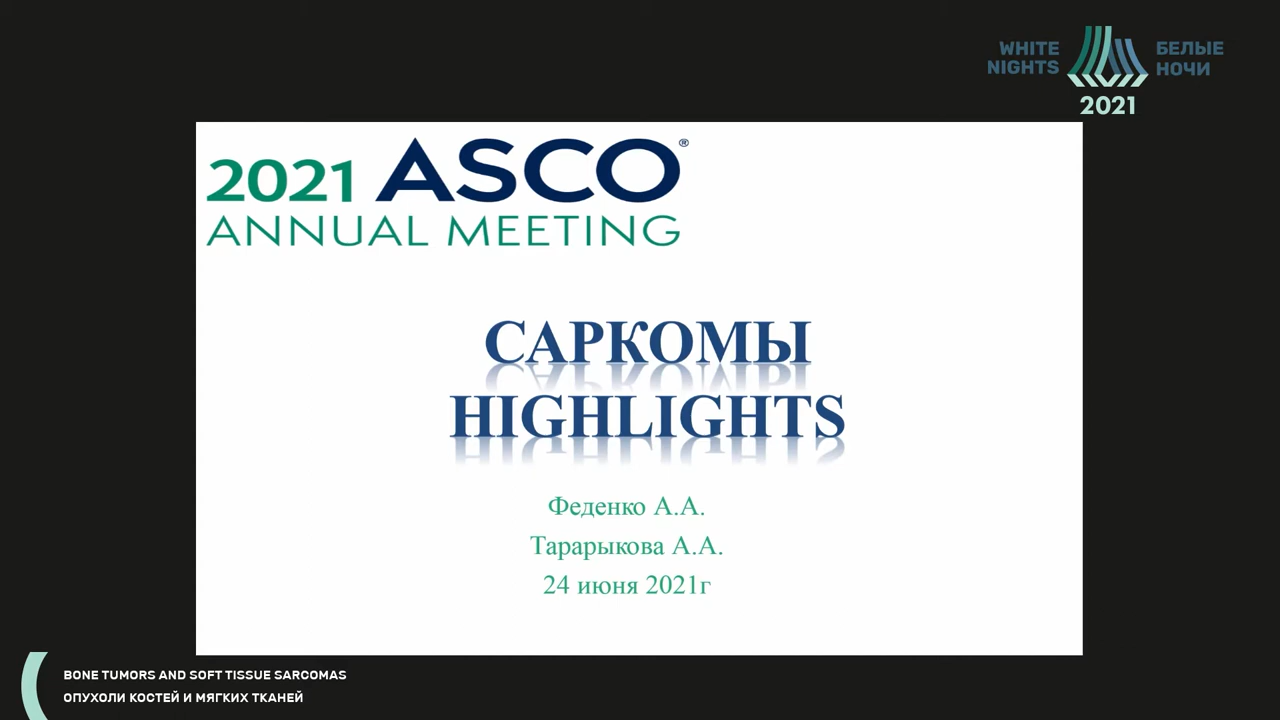 WHITE NIGHTS
БЕЛЫЕ НОЧИ
2021
2021 ASCO®
ANNUAL MEETING
САРКОМЫ
HIGHLIGHTS
Феденко А.А.
Тарарыкова А.А.
24 июня 2021г
BONE TUMORS AND SOFT TISSUE SARCOMAS
ОПУХОЛИ КОСТЕЙ И МЯГКИХ ТКАНЕЙ